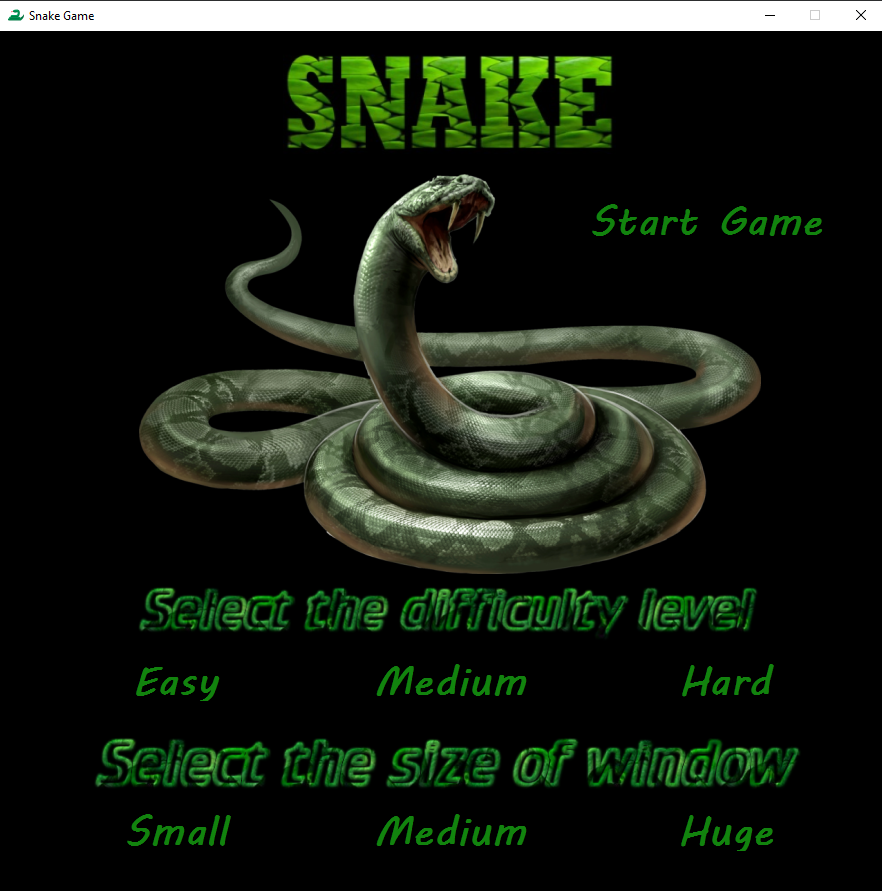 Snake Game
SNAKE
Start Game
Select the difficulty level
Easy Medium Hard
Select the size of window
Small Medium Huge